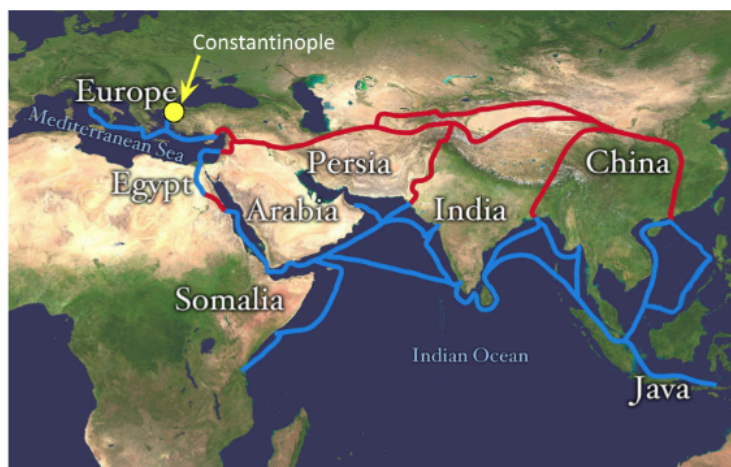 Constantinople
Europe
Mediterranean Sea
Persia
China
Egypt
Arabia
India
Somalia
Indian Ocean
Java